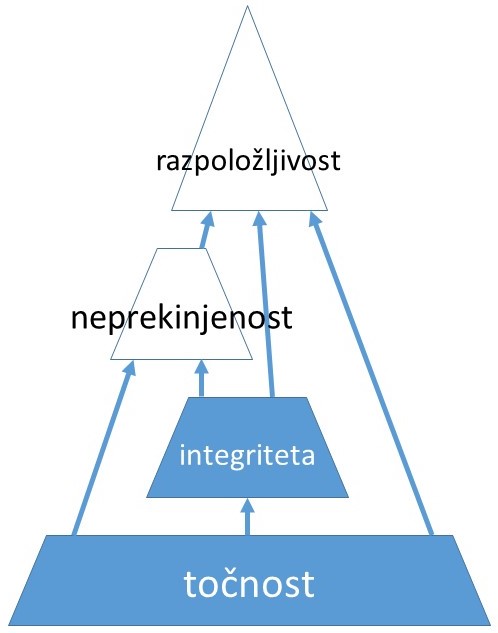 razpoložljivost
neprekinjenost
integriteta
točnost